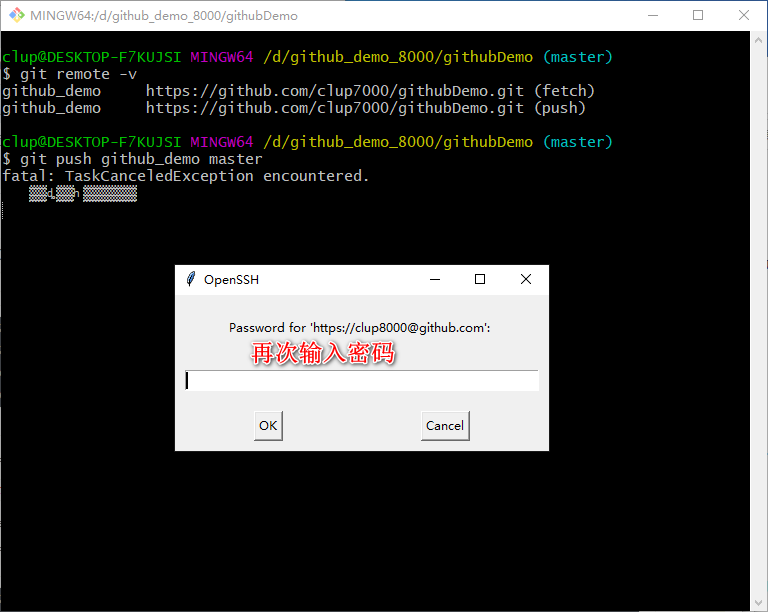 MINGW64:/d/github_demo_8000/githubDemo
clup@DESKTOP-F7KUJSI MINGW64 /d/github_demo_8000/githubDemo (master)
$ git remote -v
github_demo     https://github.com/clup7000/githubDemo.git (fetch)
github_demo     https://github.com/clup7000/githubDemo.git (push)
clup@DESKTOP-F7KUJSI MINGW64 /d/github_demo_8000/githubDemo (master)
$ git push github_demo master
fatal: TaskCanceledException encountered.
OpenSSH
Password for 'https://clup8000@github.com':
再次输入密码
OK
Cancel